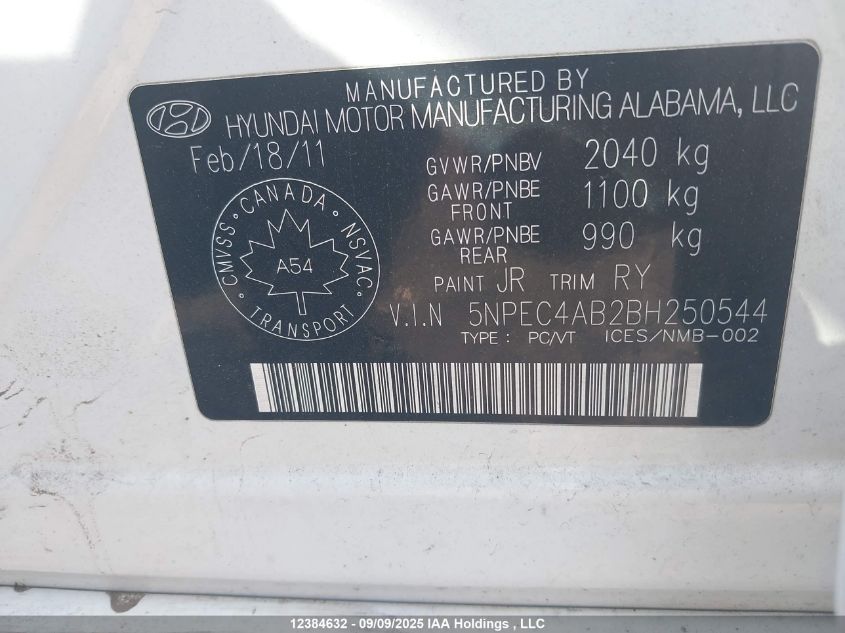 MANUFACTURED BY
HYUNDAI MOTOR MANUFACTURING ALABAMA, LLC
Feb/18/11
GVWR/PNBV 2040 kg
GAWR/PNBE FRONT 1100 kg
GAWR/PNBE REAR 990 kg
PAINT JR TRIM RY
CMVSS · CANADA · NSVAC · TRANSPORT ·
A54
V.I.N 5NPEC4AB2BH250544
TYPE : PC/VT ICES/NMB-002
12384632 - 09/09/2025 IAA Holdings , LLC